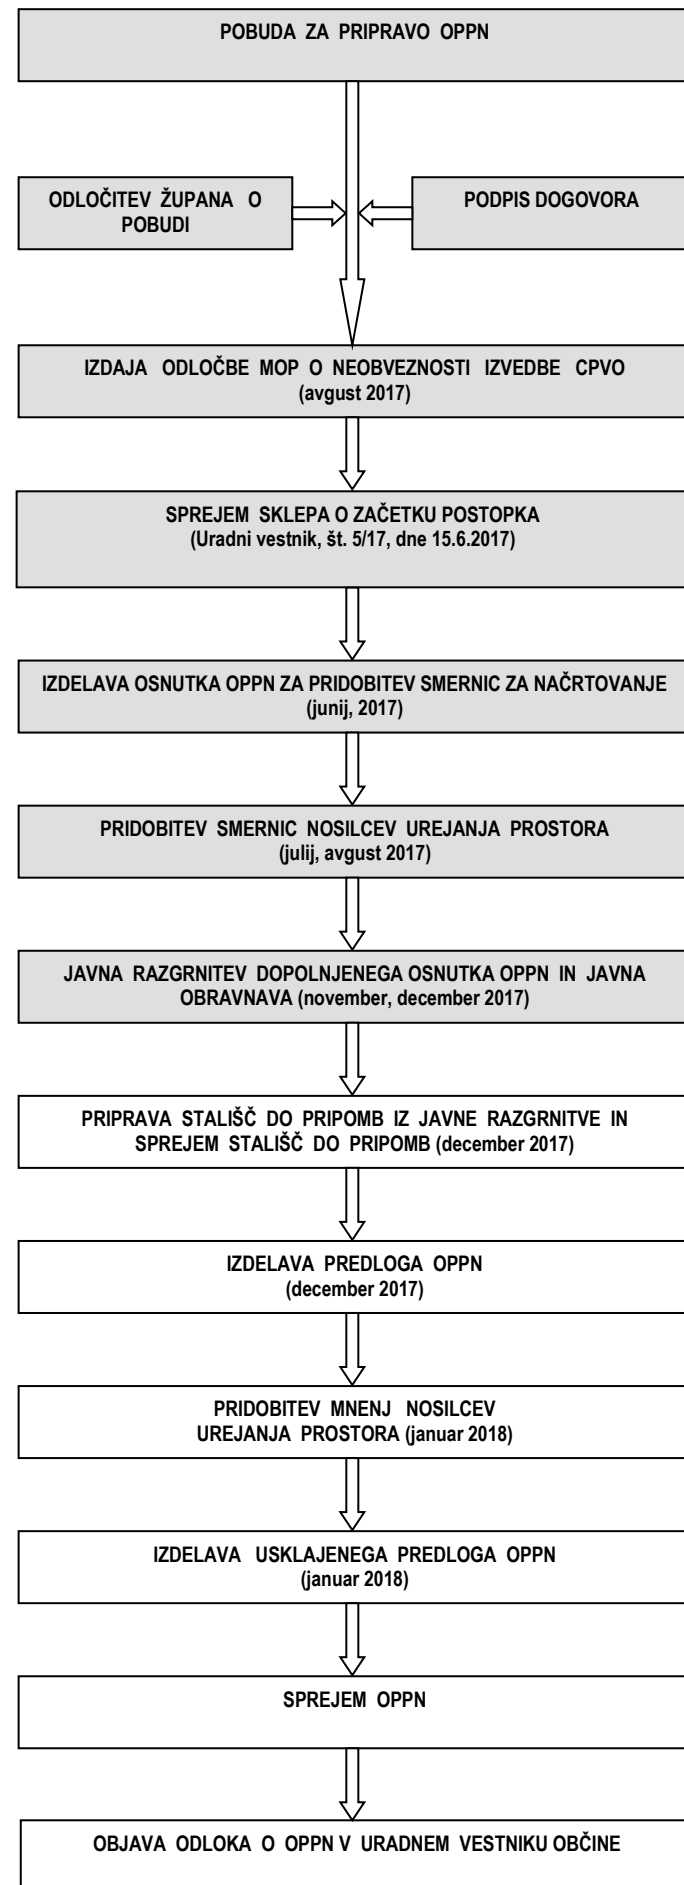 POBUDA ZA PRIPRAVO OPPN
ODLOČITEV ŽUPANA O
POBUDI
PODPIS DOGOVORA
IZDAJA ODLOČBE MOP O NEOBVEZNOSTI IZVEDBE CPVO
(avgust 2017)
SPREJEM SKLEPA O ZAČETKU POSTOPKA
(Uradni vestnik, št. 5/17, dne 15.6.2017)
IZDELAVA OSNUTKA OPPN ZA PRIDOBITEV SMERNIC ZA NAČRTOVANJE
(junij, 2017)
PRIDOBITEV SMERNIC NOSILCEV UREJANJA PROSTORA
(julij, avgust 2017)
JAVNA RAZGRNITEV DOPOLNJENEGA OSNUTKA OPPN IN JAVNA
OBRAVNAVA (november, december 2017)
PRIPRAVA STALIŠČ DO PRIPOMB IZ JAVNE RAZGRNITVE IN
SPREJEM STALIŠČ DO PRIPOMB (december 2017)
IZDELAVA PREDLOGA OPPN
(december 2017)
PRIDOBITEV MNENJ NOSILCEV
UREJANJA PROSTORA (januar 2018)
IZDELAVA USKLAJENEGA PREDLOGA OPPN
(januar 2018)
SPREJEM OPPN
OBJAVA ODLOKA O OPPN V URADNEM VESTNIKU OBČINE